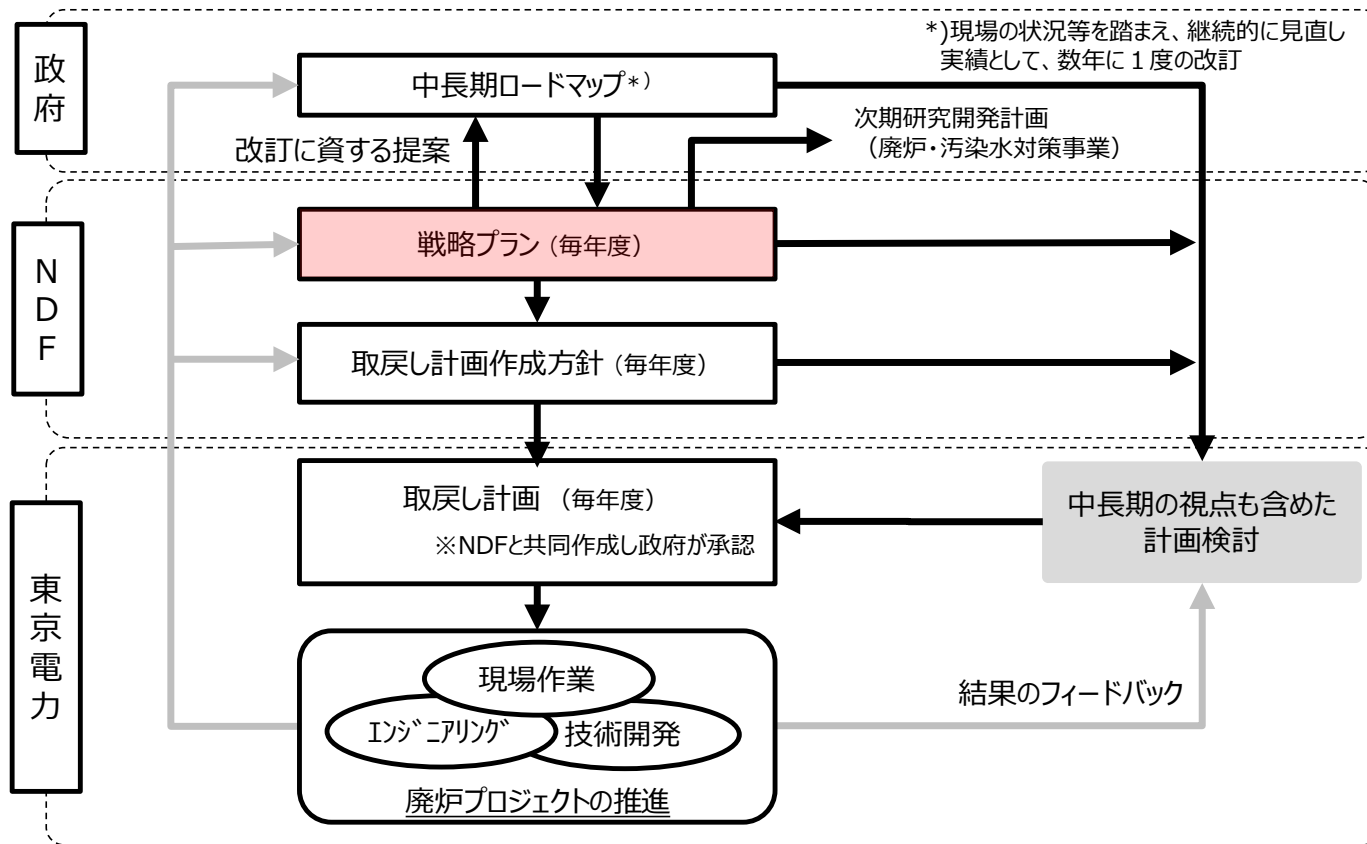 政府
中長期ロードマップ*)
*)現場の状況等を踏まえ、継続的に見直し
実績として、数年に１度の改訂
改訂に資する提案
次期研究開発計画
（廃炉・汚染水対策事業）
NDF
戦略プラン（毎年度）
取戻し計画作成方針（毎年度）
東京電力
取戻し計画 （毎年度）
※NDFと共同作成し政府が承認
中長期の視点も含めた
計画検討
現場作業
ｴﾝｼﾞﾆｱﾘﾝｸﾞ
技術開発
廃炉プロジェクトの推進
結果のフィードバック